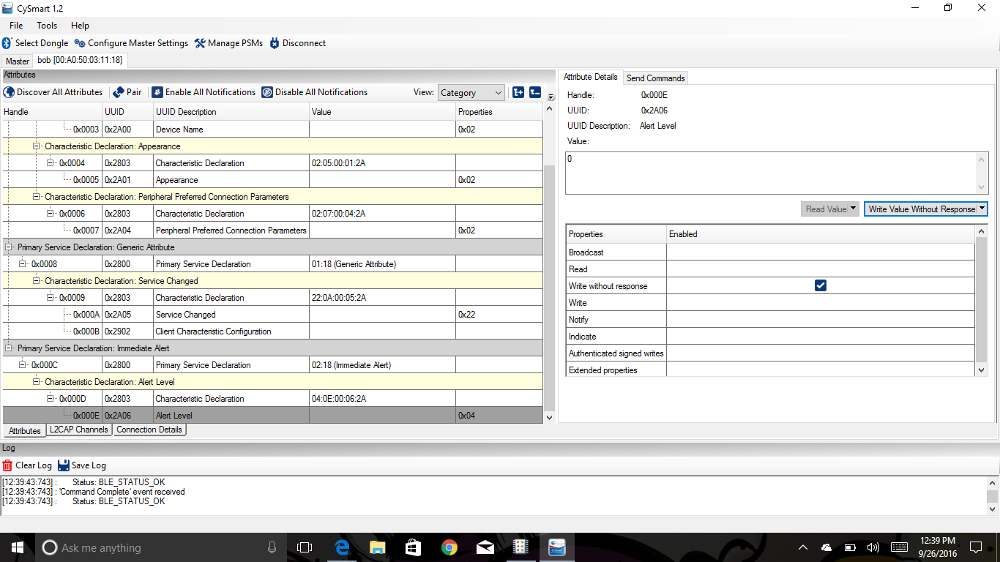 CySmart 1.2
File Tools Help
Select Dongle Configure Master Settings Manage PSMs Disconnect
Master bob [00:A0:50:03:11:18]
Attributes
Discover All Attributes Pair Enable All Notifications Disable All Notifications View: Category
Handle UUID UUID Description Value Properties
0x0003 0x2A00 Device Name 0x02
Characteristic Declaration: Appearance
0x0004 0x2803 Characteristic Declaration 02:05:00:01:2A
0x0005 0x2A01 Appearance 0x02
Characteristic Declaration: Peripheral Preferred Connection Parameters
0x0006 0x2803 Characteristic Declaration 02:07:00:04:2A
0x0007 0x2A04 Peripheral Preferred Connection Parameters 0x02
Primary Service Declaration: Generic Attribute
0x0008 0x2800 Primary Service Declaration 01:18 (Generic Attribute)
Characteristic Declaration: Service Changed
0x0009 0x2803 Characteristic Declaration 22:0A:00:05:2A
0x000A 0x2A05 Service Changed 0x22
0x000B 0x2902 Client Characteristic Configuration
Primary Service Declaration: Immediate Alert
0x000C 0x2800 Primary Service Declaration 02:18 (Immediate Alert)
Characteristic Declaration: Alert Level
0x000D 0x2803 Characteristic Declaration 04:0E:00:06:2A
0x000E 0x2A06 Alert Level 0x04
Attributes L2CAP Channels Connection Details
Attribute Details Send Commands
Handle: 0x000E
UUID: 0x2A06
UUID Description: Alert Level
Value:
0
Read Value Write Value Without Response
Properties Enabled
Broadcast
Read
Write without response
Write
Notify
Indicate
Authenticated signed writes
Extended properties
Log
Clear Log Save Log
[12:39:43:743] : Status: BLE_STATUS_OK
[12:39:43:743] : 'Command Complete' event received
[12:39:43:743] : Status: BLE_STATUS_OK
Ask me anything
12:39 PM
9/26/2016